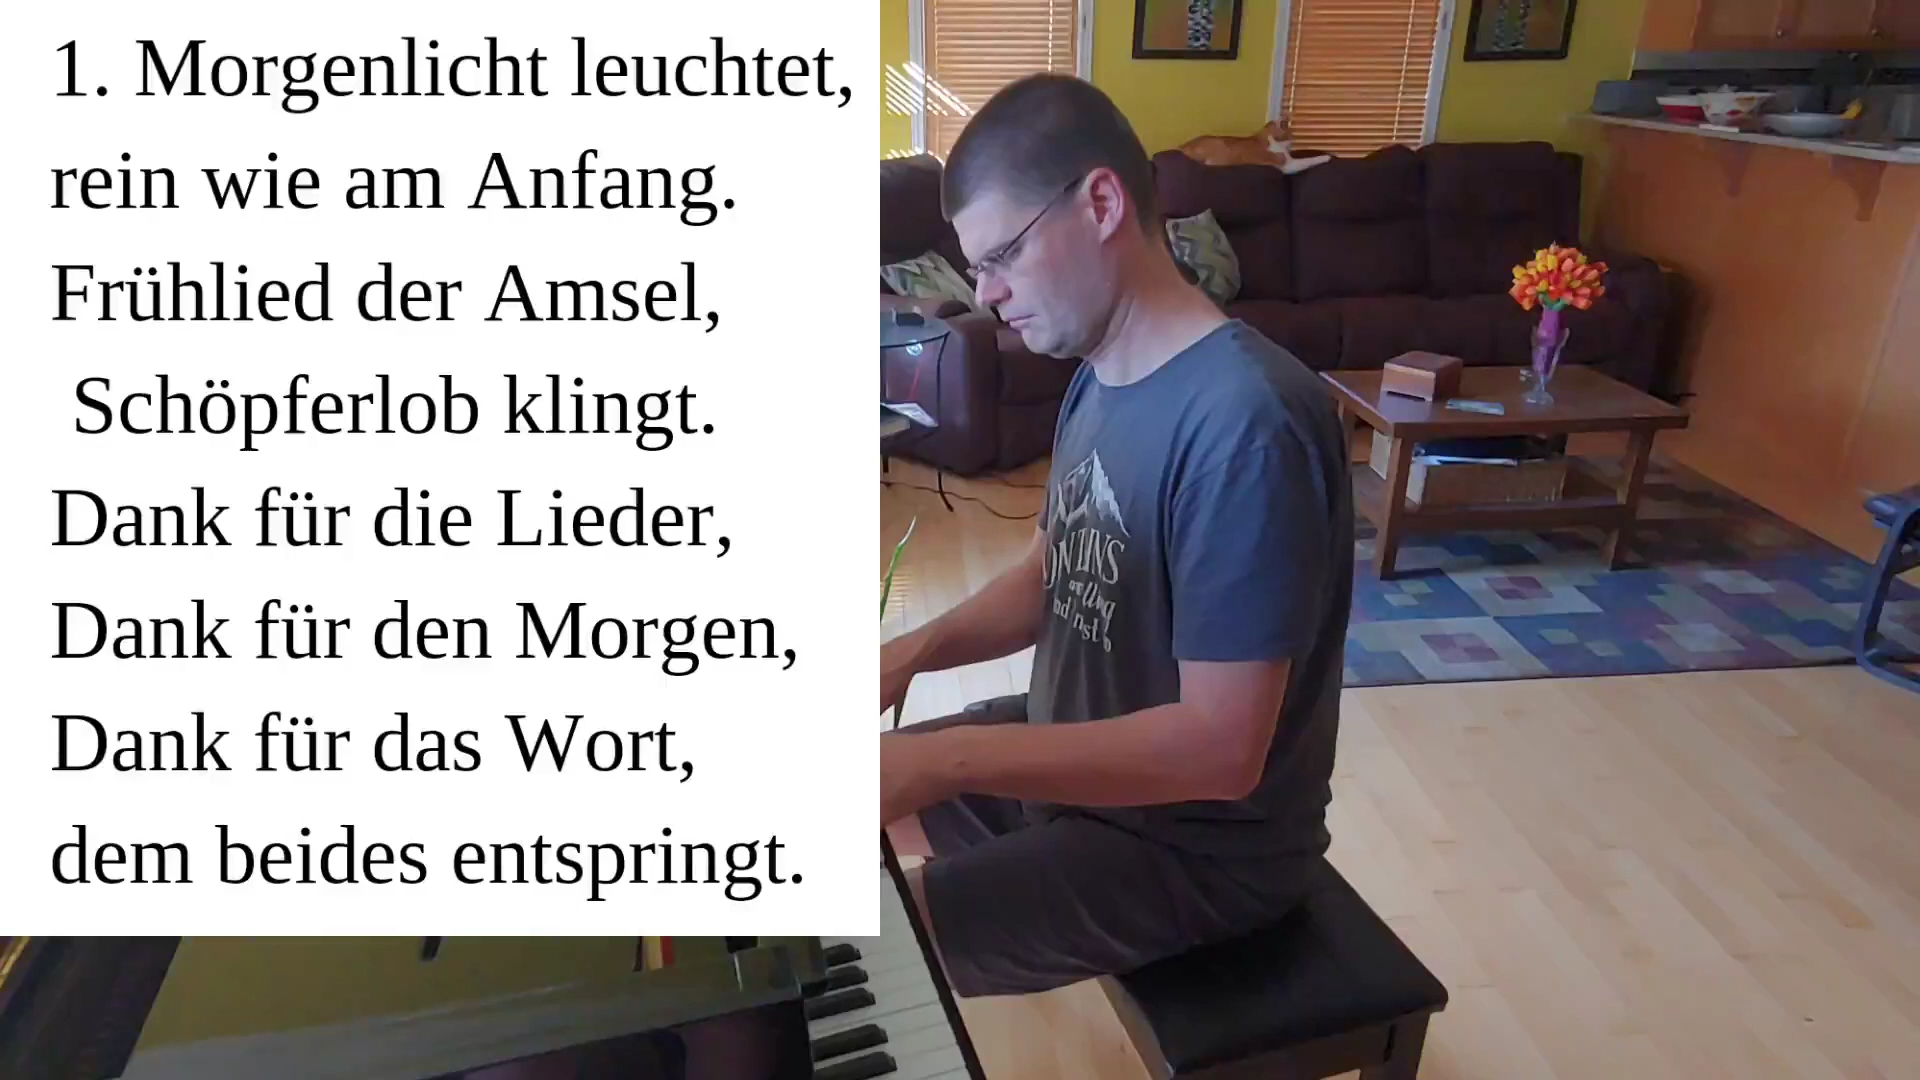 1. Morgenlicht leuchtet,
rein wie am Anfang.
Frühlied der Amsel,
Schöpferlob klingt.
Dank für die Lieder,
Dank für den Morgen,
Dank für das Wort,
dem beides entspringt.